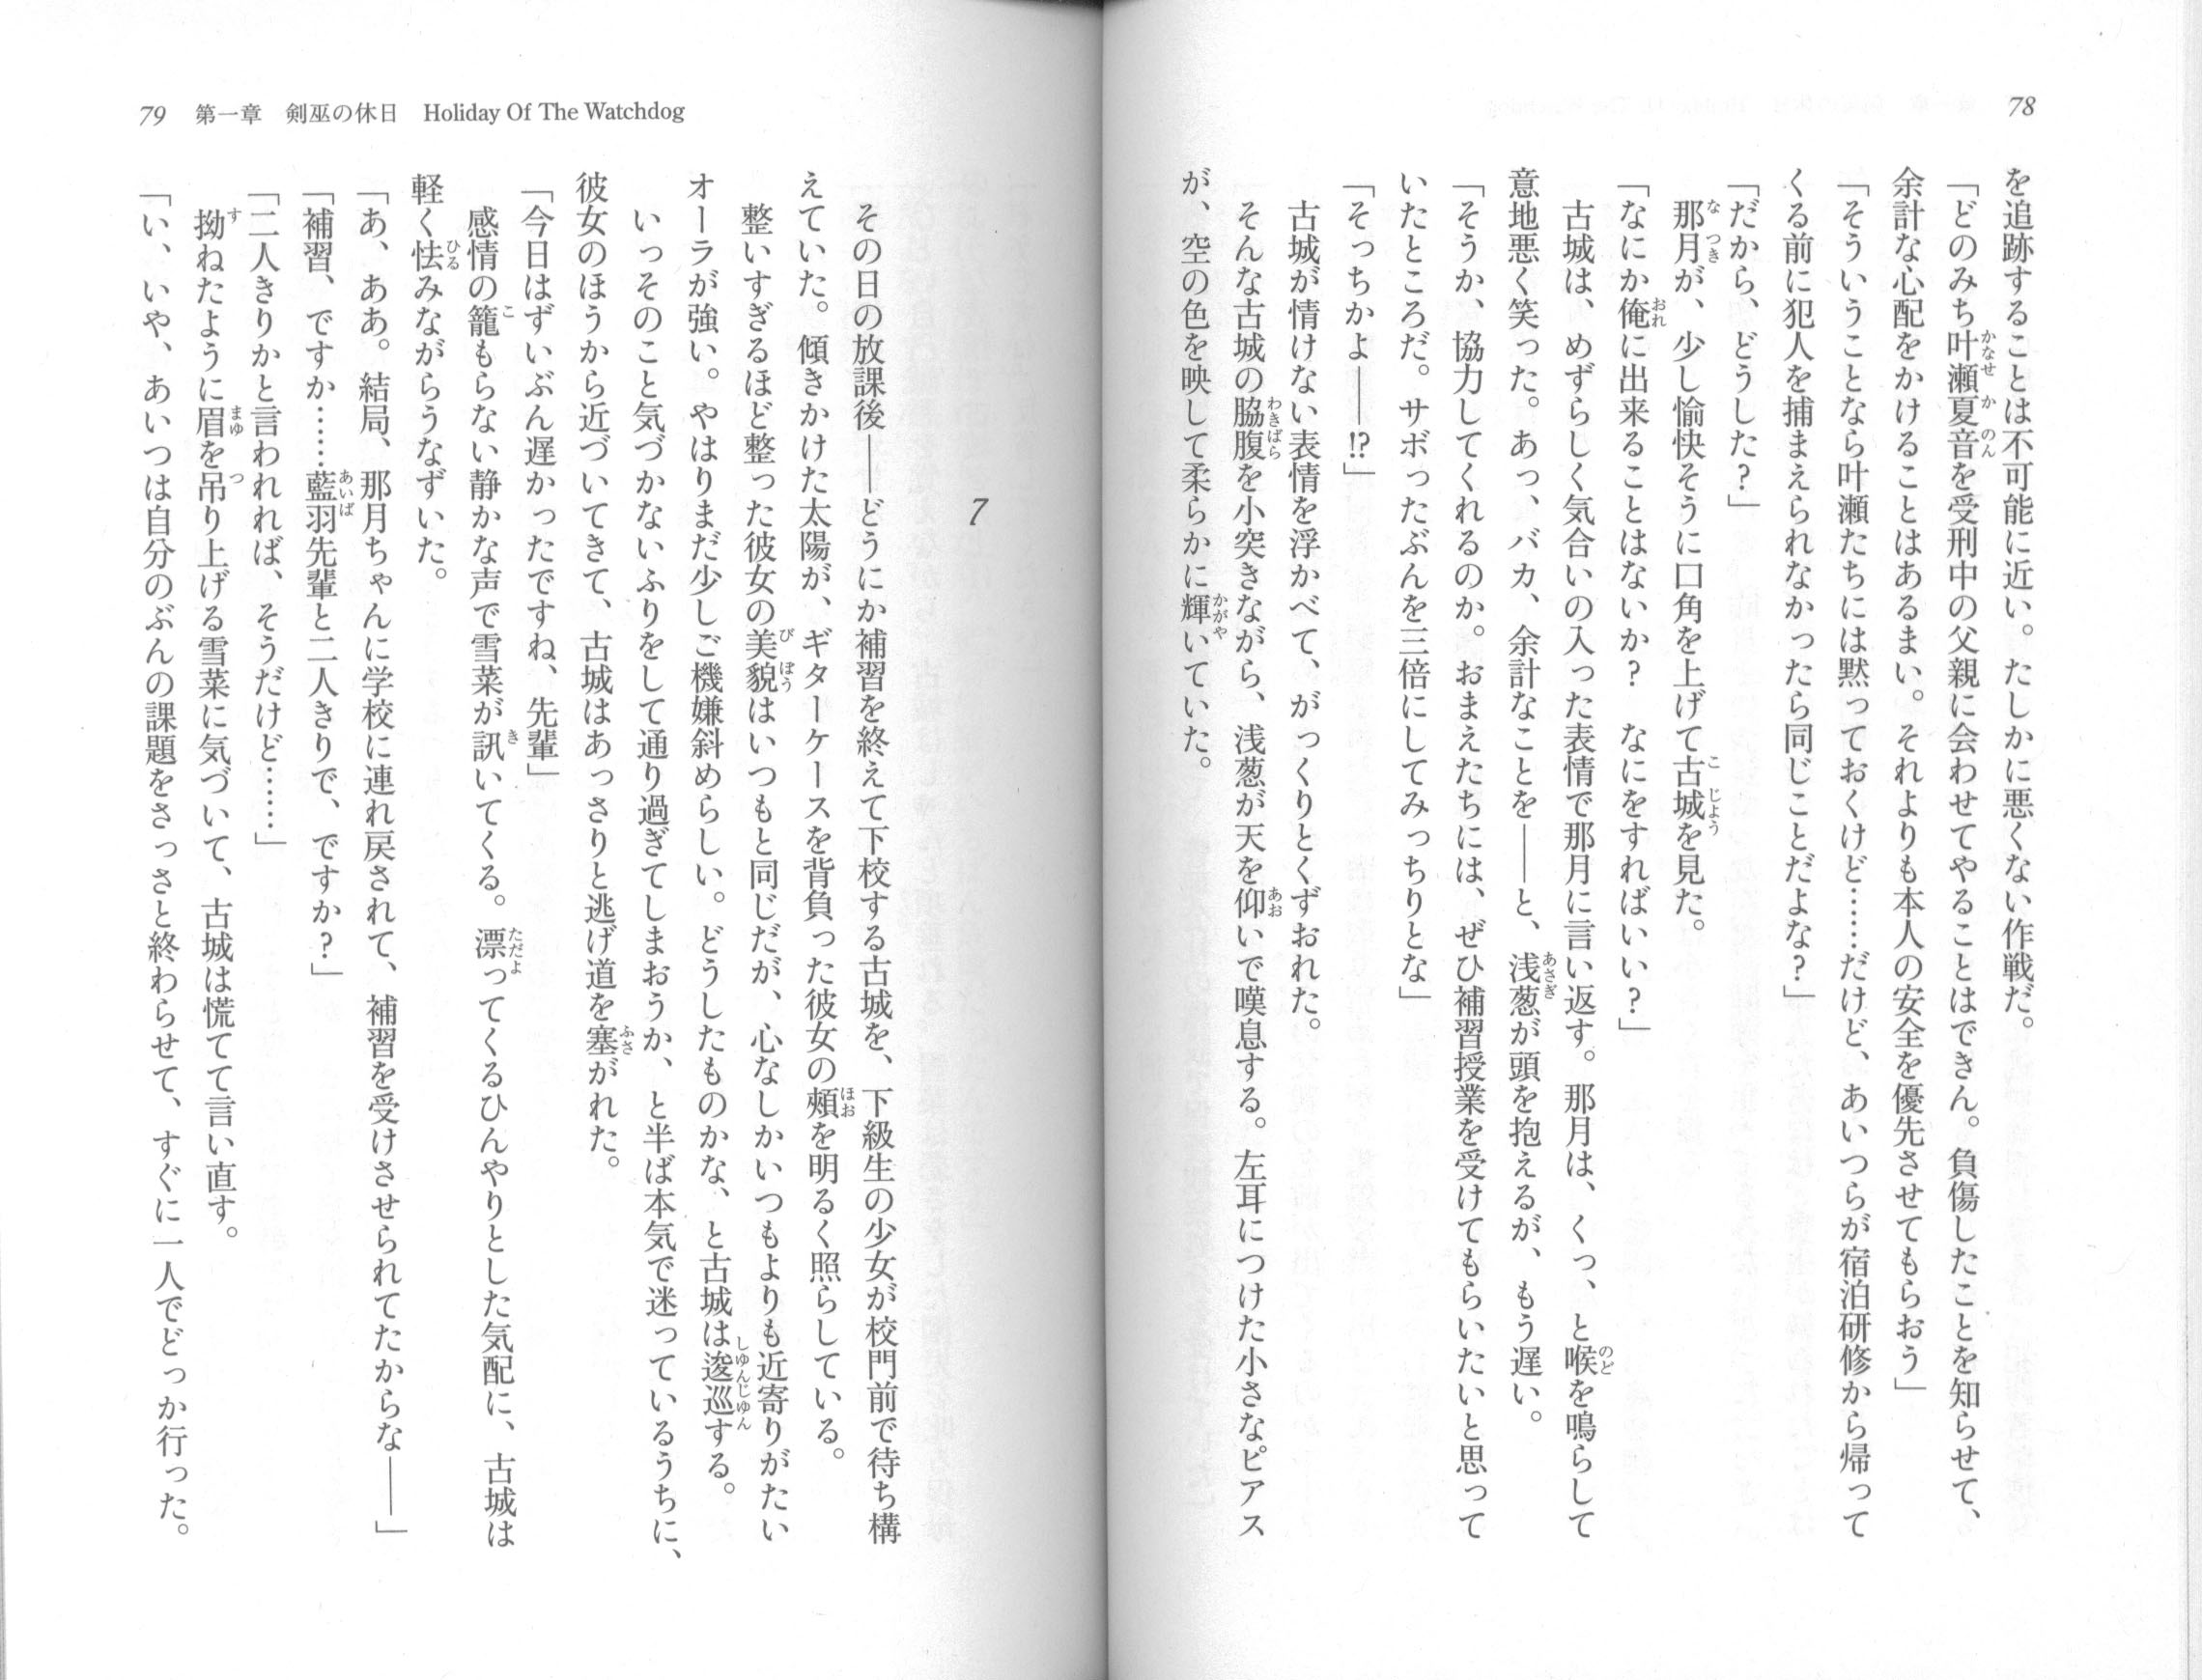 78
を追跡することは不可能に近い。たしかに悪くない作戦だ。
「どのみち叶瀬夏音を受刑中の父親に会わせてやることはできん。負傷したことを知らせて、
余計な心配をかけることはあるまい。それよりも本人の安全を優先させてもらおう」
「そういうことなら叶瀬たちには黙っておくけど……だけど、あいつらが宿泊研修から帰って
くる前に犯人を捕まえられなかったら同じことだよな？」
「だから、どうした？」
那月が、少し愉快そうに口角を上げて古城を見た。
「なにか俺に出来ることはないか？　なにをすればいい？」
古城は、めずらしく気合いの入った表情で那月に言い返す。那月は、くっ、と喉を鳴らして
意地悪く笑った。あっ、バカ、余計なことを――と、浅葱が頭を抱えるが、もう遅い。
「そうか、協力してくれるのか。おまえたちには、ぜひ補習授業を受けてもらいたいと思って
いたところだ。サボったぶんを三倍にしてみっちりとな」
「そっちかよ――!?」
古城が情けない表情を浮かべて、がっくりとくずおれた。
そんな古城の脇腹を小突きながら、浅葱が天を仰いで嘆息する。左耳につけた小さなピアス
が、空の色を映して柔らかに輝いていた。
79　第一章　剣巫の休日　Holiday Of The Watchdog
7
その日の放課後――どうにか補習を終えて下校する古城を、下級生の少女が校門前で待ち構
えていた。傾きかけた太陽が、ギターケースを背負った彼女の頬を明るく照らしている。
整いすぎるほど整った彼女の美貌はいつもと同じだが、心なしかいつもよりも近寄りがたい
オーラが強い。やはりまだ少しご機嫌斜めらしい。どうしたものかな、と古城は逡巡する。
いっそのこと気づかないふりをして通り過ぎてしまおうか、と半ば本気で迷っているうちに、
彼女のほうから近づいてきて、古城はあっさりと逃げ道を塞がれた。
「今日はずいぶん遅かったですね、先輩」
感情の籠もらない静かな声で雪菜が訊いてくる。漂ってくるひんやりとした気配に、古城は
軽く怯みながらうなずいた。
「あ、ああ。結局、那月ちゃんに学校に連れ戻されて、補習を受けさせられてたからな――」
「補習、ですか……藍羽先輩と二人きりで、ですか？」
「二人きりかと言われれば、そうだけど……」
拗ねたように眉を吊り上げる雪菜に気づいて、古城は慌てて言い直す。
「い、いや、あいつは自分のぶんの課題をさっさと終わらせて、すぐに一人でどっか行った。